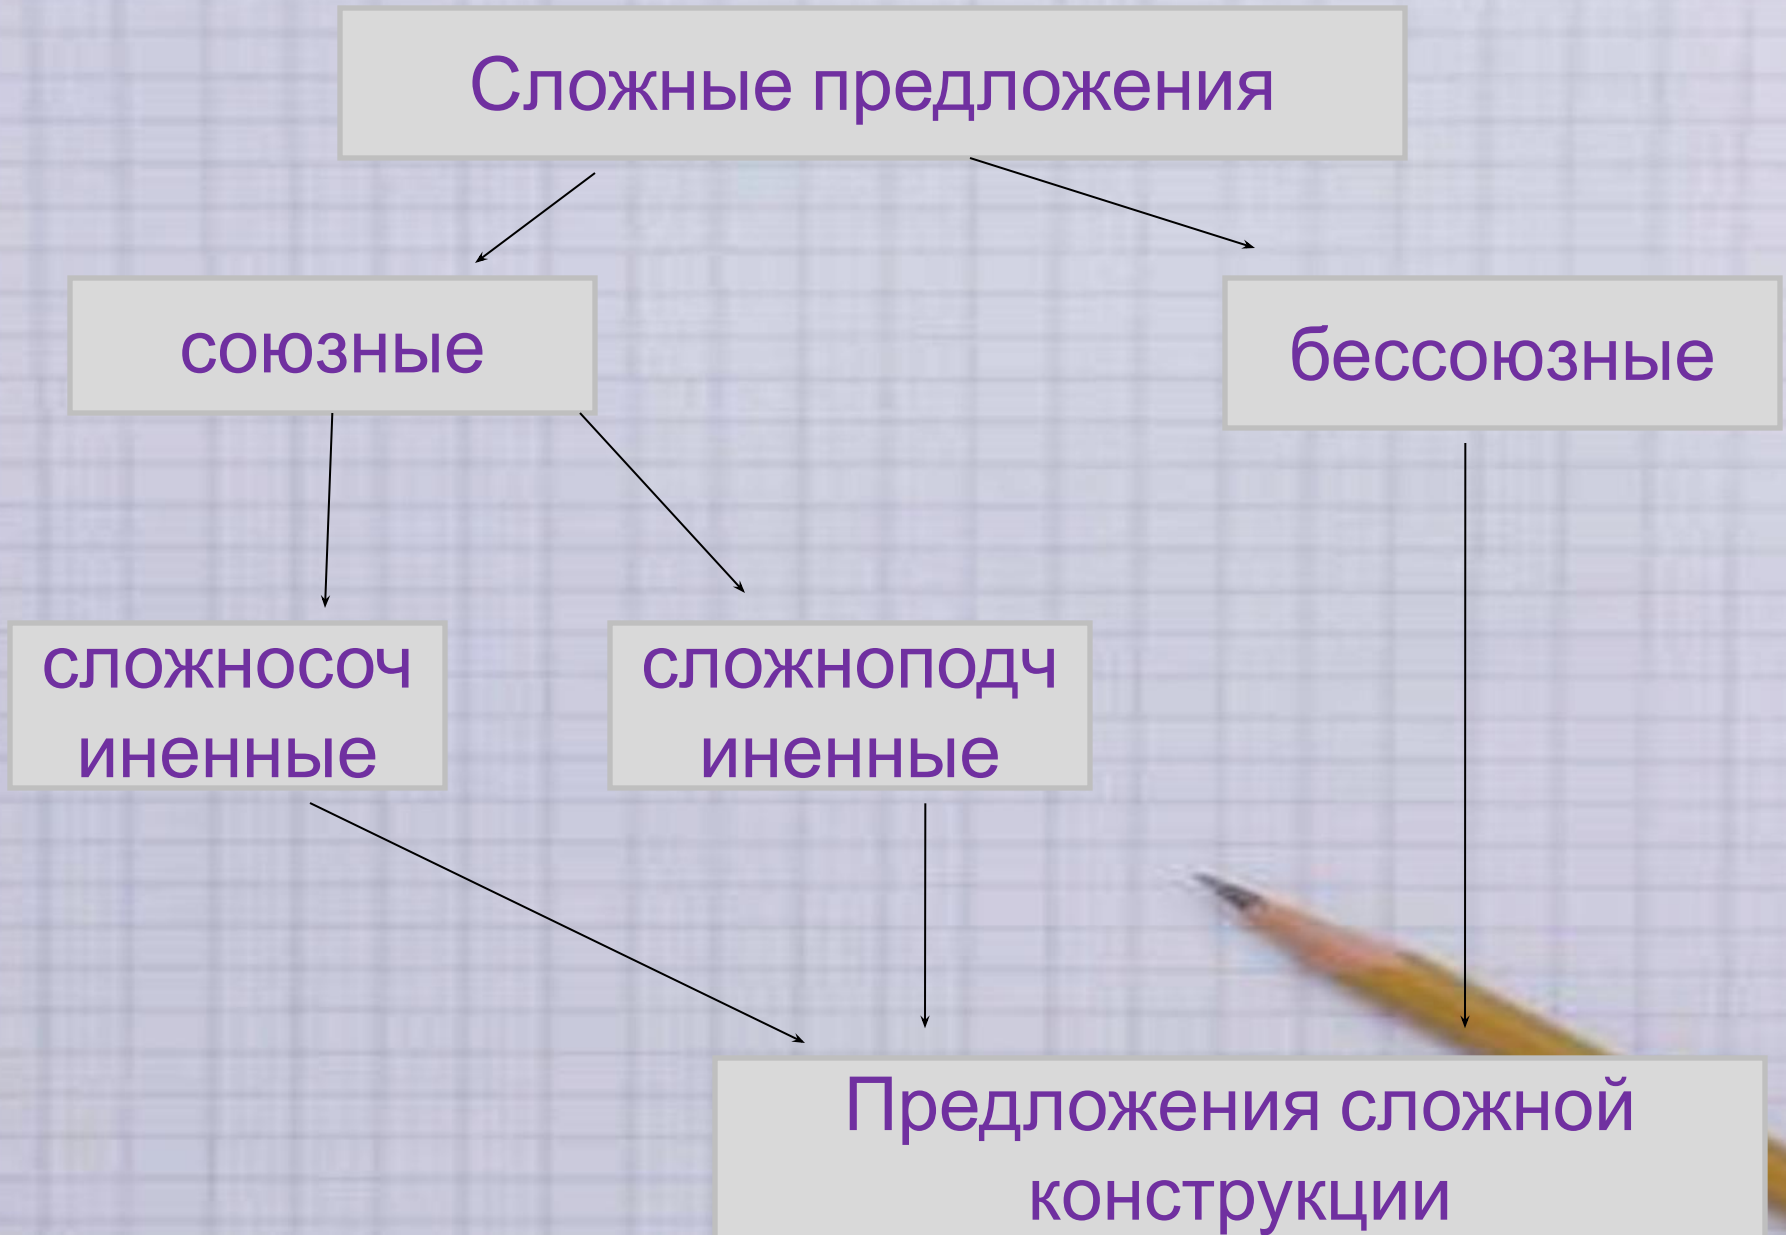 Сложные предложения
союзные
бессоюзные
сложносоч
иненные
сложноподч
иненные
Предложения сложной
конструкции